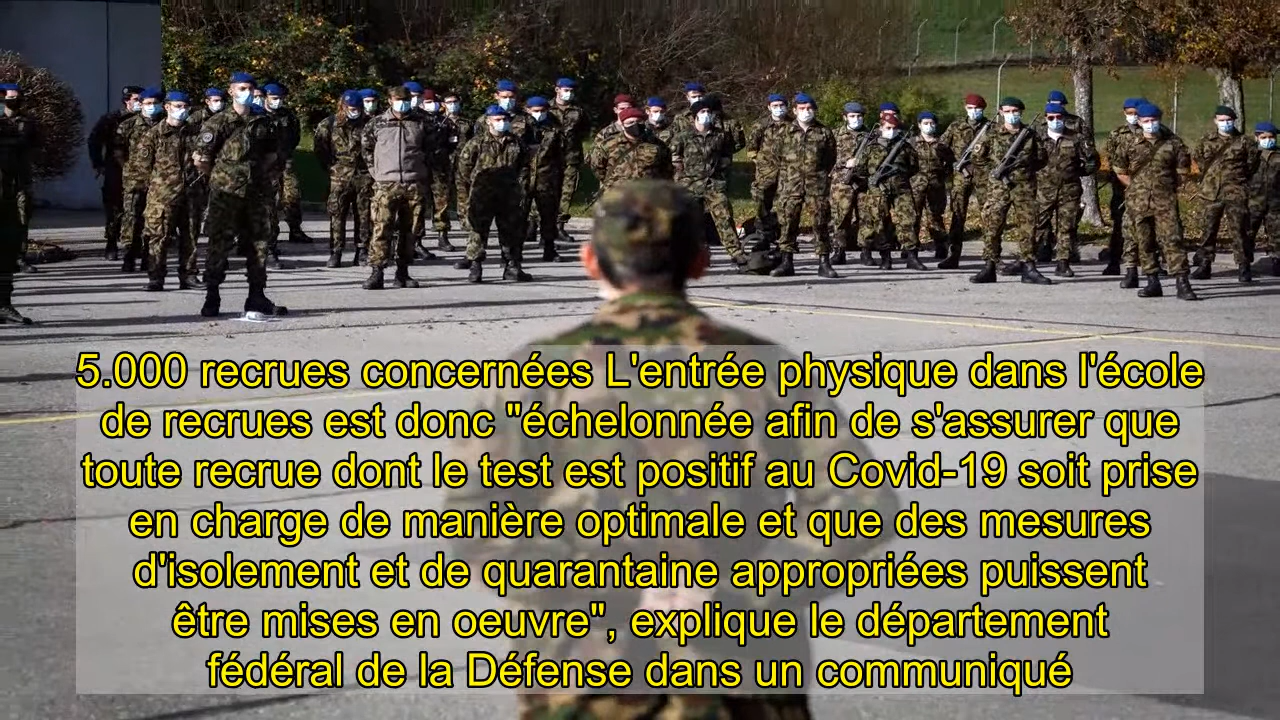 5.000 recrues concernées L'entrée physique dans l'école
de recrues est donc "échelonnée afin de s'assurer que
toute recrue dont le test est positif au Covid-19 soit prise
en charge de manière optimale et que des mesures
d'isolement et de quarantaine appropriées puissent
être mises en oeuvre", explique le département
fédéral de la Défense dans un communiqué